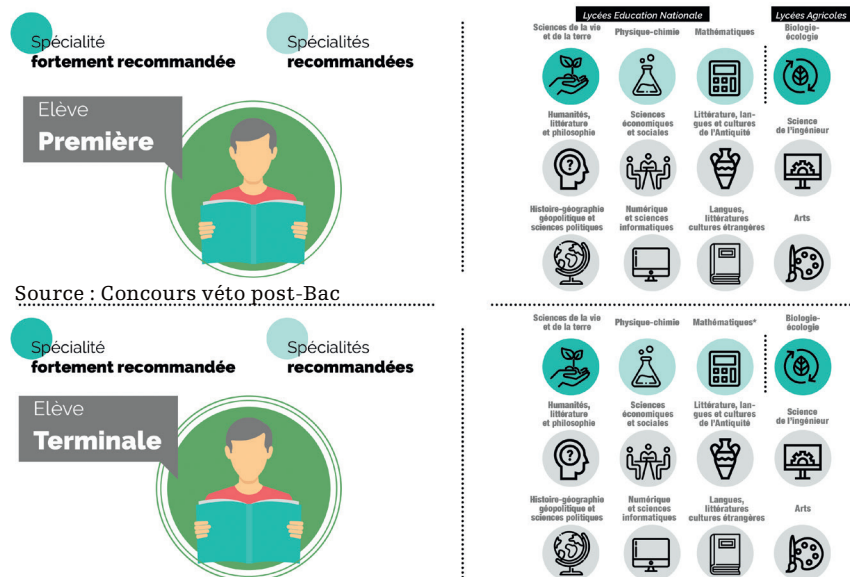 Lycées Education Nationale
Lycées Agricoles
Spécialité
fortement recommandée
Spécialités
recommandées
Elève
Première
Sciences de la vie
et de la terre
Physique-chimie
Mathématiques
Biologie-
écologie
Humanités,
littérature
et philosophie
Sciences
économiques
et sociales
Littérature, lan-
gues et cultures
de l'Antiquité
Science
de l'ingénieur
Histoire-géographie
géopolitique et
sciences politiques
Numérique
et sciences
informatiques
Langues,
littératures
cultures étrangères
Arts
Source : Concours véto post-Bac
Spécialité
fortement recommandée
Spécialités
recommandées
Elève
Terminale
Sciences de la vie
et de la terre
Physique-chimie
Mathématiques*
Biologie-
écologie
Humanités,
littérature
et philosophie
Sciences
économiques
et sociales
Littérature, lan-
gues et cultures
de l'Antiquité
Science
de l'ingénieur
Histoire-géographie
géopolitique et
sciences politiques
Numérique
et sciences
informatiques
Langues,
littératures
cultures étrangères
Arts